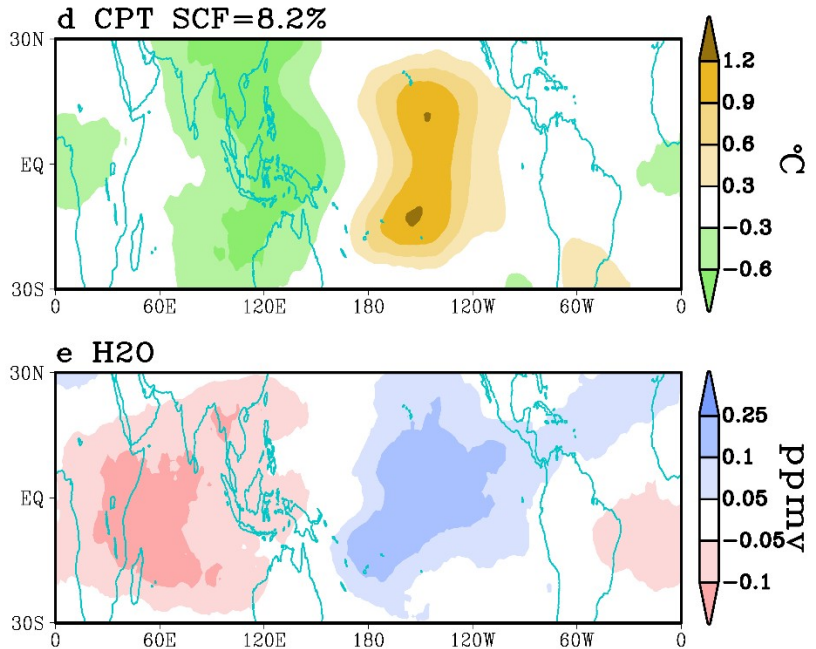 d CPT SCF=8.2%
30N
EQ
30S
0 60E 120E 180 120W 60W 0
1.2
0.9
0.6
0.3
−0.3
−0.6
°C
e H2O
30N
EQ
30S
0 60E 120E 180 120W 60W 0
0.25
0.1
0.05
−0.05
−0.1
ppmv